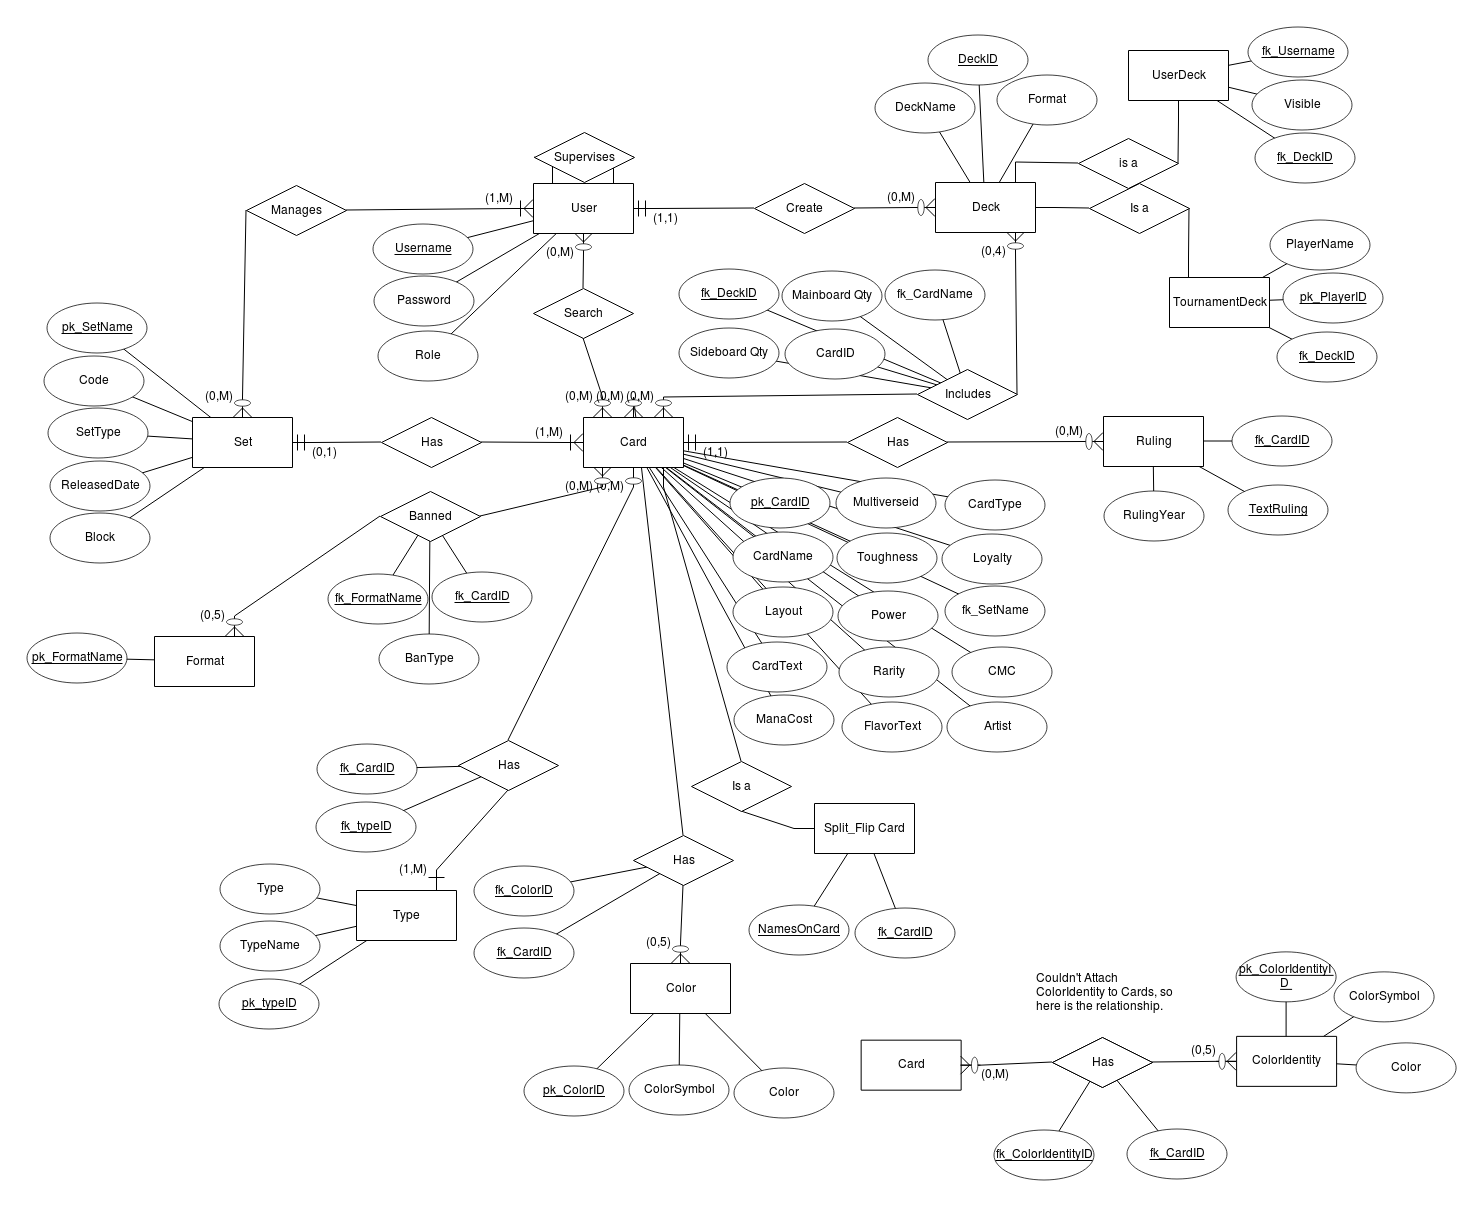 fk_Username
DeckID
UserDeck
DeckName
Format
Visible
fk_DeckID
is a
Supervises
(1,M)
User
(1,1)
Create
(0,M)
Deck
Is a
Manages
Username
(0,M)
(0,4)
PlayerName
Password
Search
fk_DeckID
Mainboard Qty
fk_CardName
TournamentDeck
pk_PlayerID
pk_SetName
Role
Sideboard Qty
CardID
fk_DeckID
Code
(0,M)
(0,M)
(0,M)
(0,M)
Includes
SetType
Set
(0,1)
Has
(1,M)
Card
(1,1)
Has
(0,M)
Ruling
fk_CardID
ReleasedDate
(0,M)
(0,M)
Block
Banned
pk_CardID
Multiverseid
CardType
RulingYear
TextRuling
CardName
Toughness
Loyalty
fk_FormatName
fk_CardID
Layout
Power
fk_SetName
(0,5)
pk_FormatName
Format
BanType
CardText
Rarity
CMC
ManaCost
FlavorText
Artist
fk_CardID
Has
Is a
fk_typeID
Split_Flip Card
(1,M)
Type
Has
fk_ColorID
Type
TypeName
fk_CardID
(0,5)
NamesOnCard
fk_CardID
pk_typeID
Color
Couldn't Attach
ColorIdentity to Cards, so
here is the relationship.
pk_ColorIdentityI
D
ColorSymbol
pk_ColorID
ColorSymbol
Color
Card
(0,M)
Has
(0,5)
ColorIdentity
Color
fk_ColorIdentityID
fk_CardID